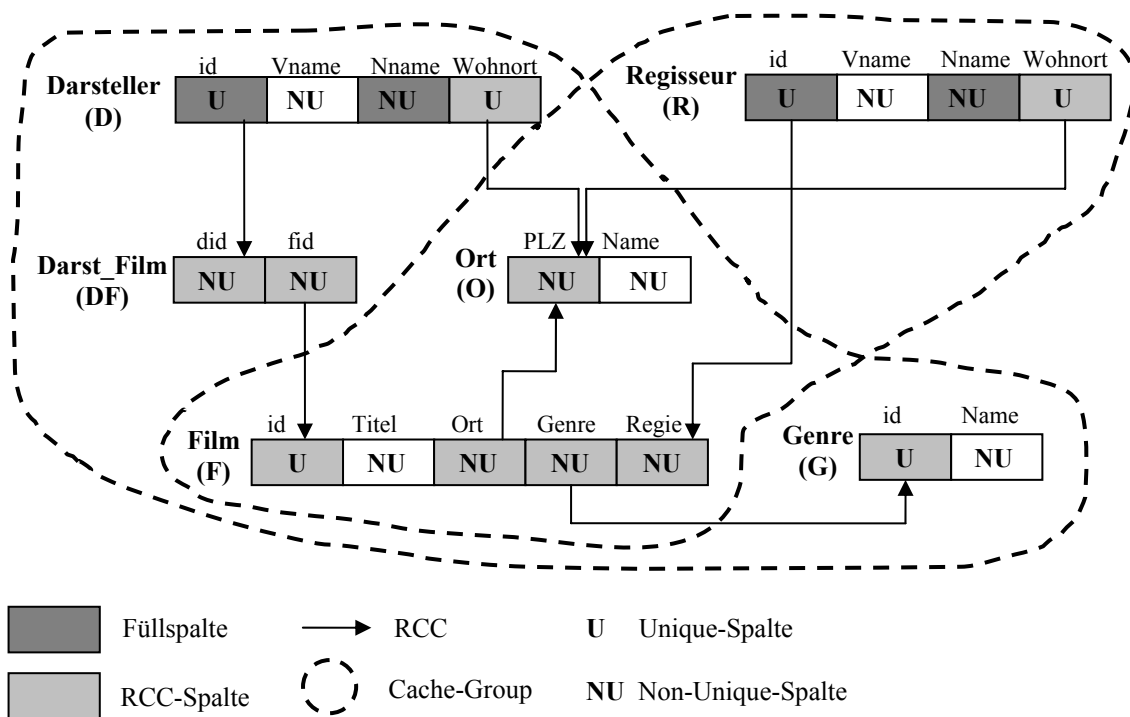 Darsteller
(D)
id Vname Nname Wohnort
U NU NU U
Regisseur
(R)
id Vname Nname Wohnort
U NU NU U
Darst_Film
(DF)
did fid
NU NU
Ort
(O)
PLZ Name
NU NU
Film
(F)
id Titel Ort Genre Regie
U NU NU NU NU
Genre
(G)
id Name
U NU
Füllspalte
RCC
U Unique-Spalte
RCC-Spalte
Cache-Group
NU Non-Unique-Spalte